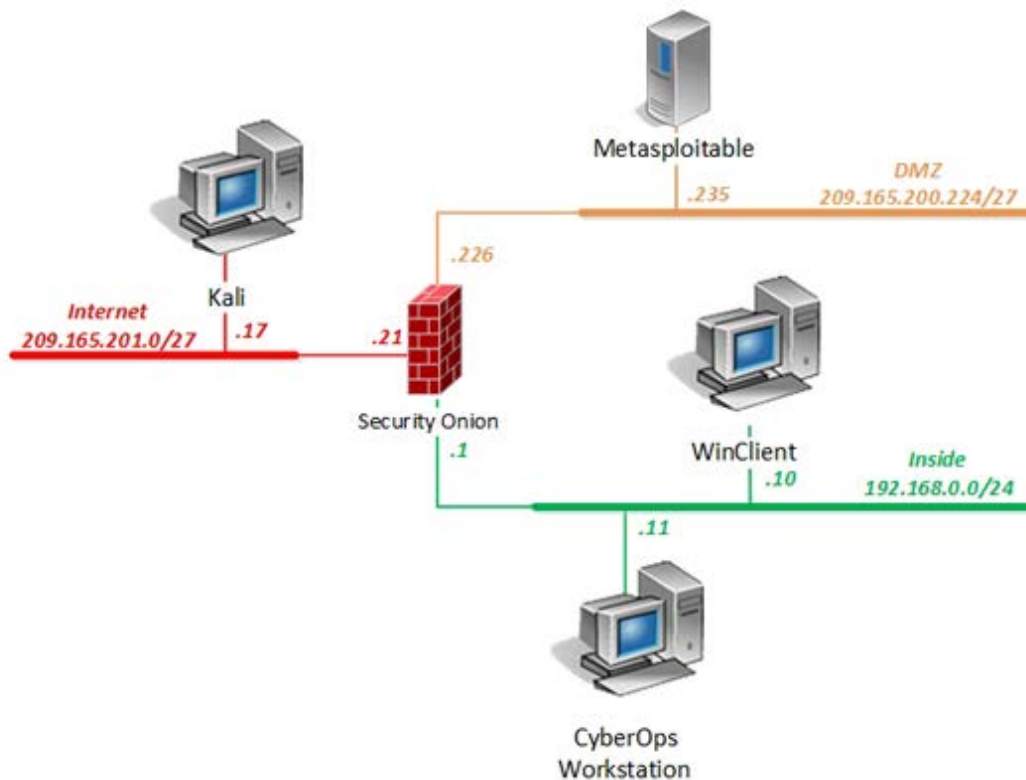 Metasploitable
DMZ
.235
209.165.200.224/27
.226
Kali
Internet
209.165.201.0/27
.17
.21
Security Onion
.1
WinClient
.10
Inside
192.168.0.0/24
.11
CyberOps
Workstation